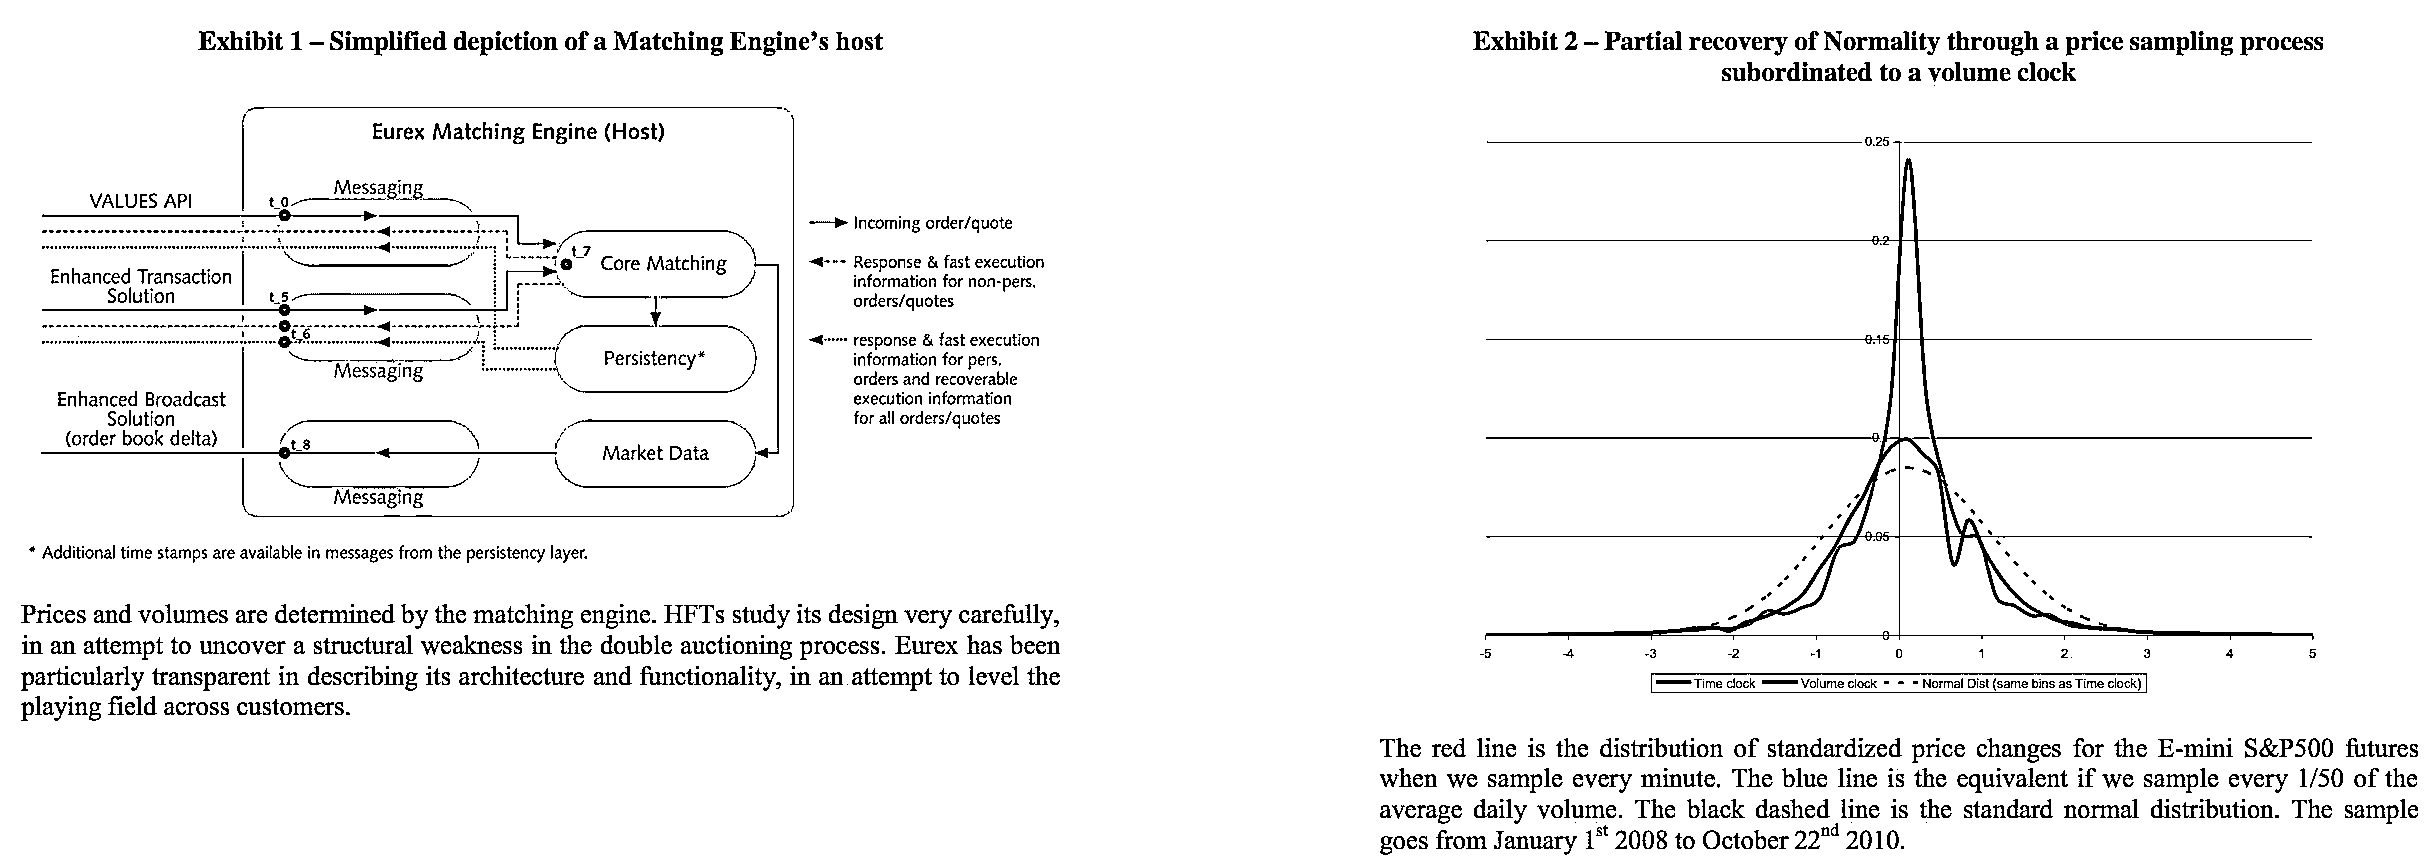 Exhibit 1 – Simplified depiction of a Matching Engine's host
Eurex Matching Engine (Host)
Messaging
VALUES API
t_0
t_7
Core Matching
Enhanced Transaction
Solution
t_5
t_6
Persistency*
Messaging
Enhanced Broadcast
Solution
(order book delta)
t_8
Market Data
Messaging
Incoming order/quote
Response & fast execution
information for non-pers.
orders/quotes
response & fast execution
information for pers.
orders and recoverable
execution information
for all orders/quotes
* Additional time stamps are available in messages from the persistency layer.
Prices and volumes are determined by the matching engine. HFTs study its design very carefully,
in an attempt to uncover a structural weakness in the double auctioning process. Eurex has been
particularly transparent in describing its architecture and functionality, in an attempt to level the
playing field across customers.
Exhibit 2 – Partial recovery of Normality through a price sampling process
subordinated to a volume clock
0.25
0.2
0.15
0.05
0
-5 -4 -3 -2 -1 0 1 2 3 4 5
Time clock Volume clock Normal Dist (same bins as Time clock)
The red line is the distribution of standardized price changes for the E-mini S&P500 futures
when we sample every minute. The blue line is the equivalent if we sample every 1/50 of the
average daily volume. The black dashed line is the standard normal distribution. The sample
goes from January 1st 2008 to October 22nd 2010.